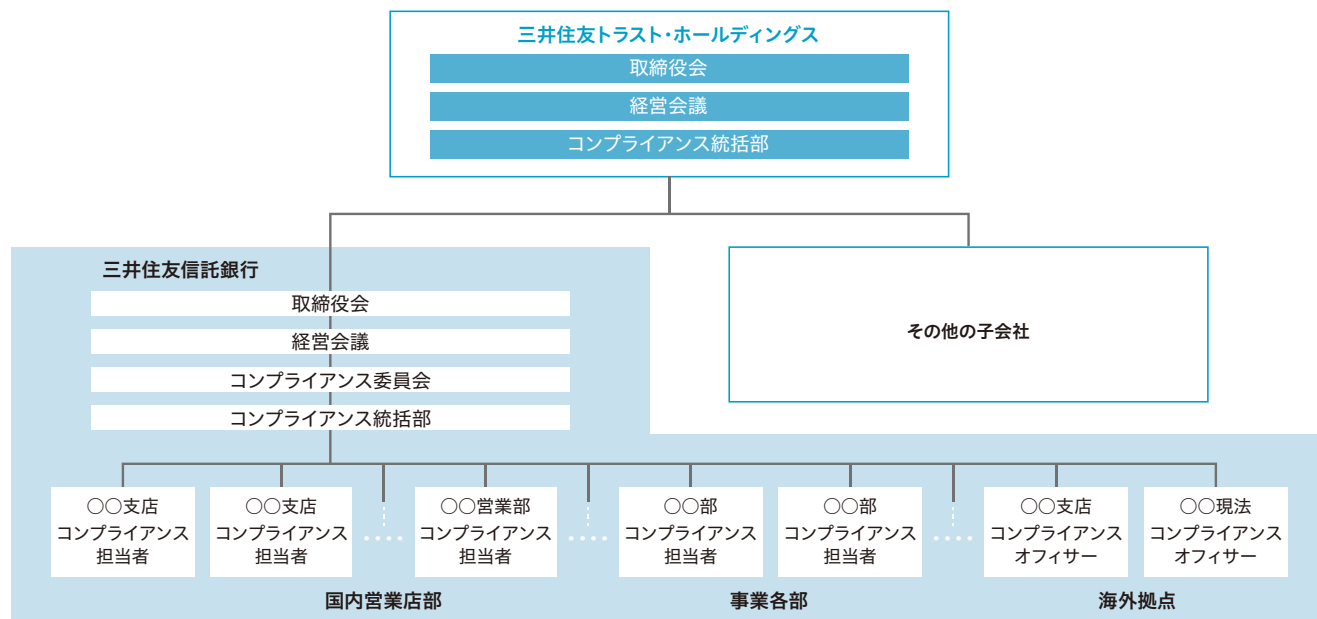 三井住友トラスト・ホールディングス
取締役会
経営会議
コンプライアンス統括部
三井住友信託銀行
取締役会
経営会議
コンプライアンス委員会
コンプライアンス統括部
その他の子会社
○○支店
コンプライアンス
担当者
○○支店
コンプライアンス
担当者
○○営業部
コンプライアンス
担当者
○○部
コンプライアンス
担当者
○○部
コンプライアンス
担当者
○○支店
コンプライアンス
オフィサー
○○現法
コンプライアンス
オフィサー
国内営業店部
事業各部
海外拠点